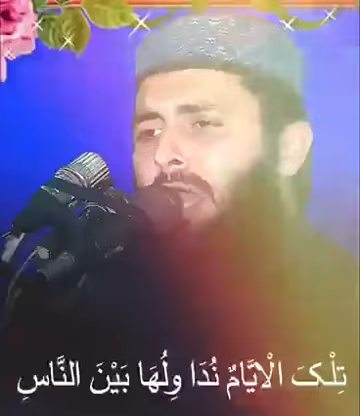 تِلْکَ الْاَیَّامُ نُدَا وِلُهَا بَيْنَ النَّاسِ